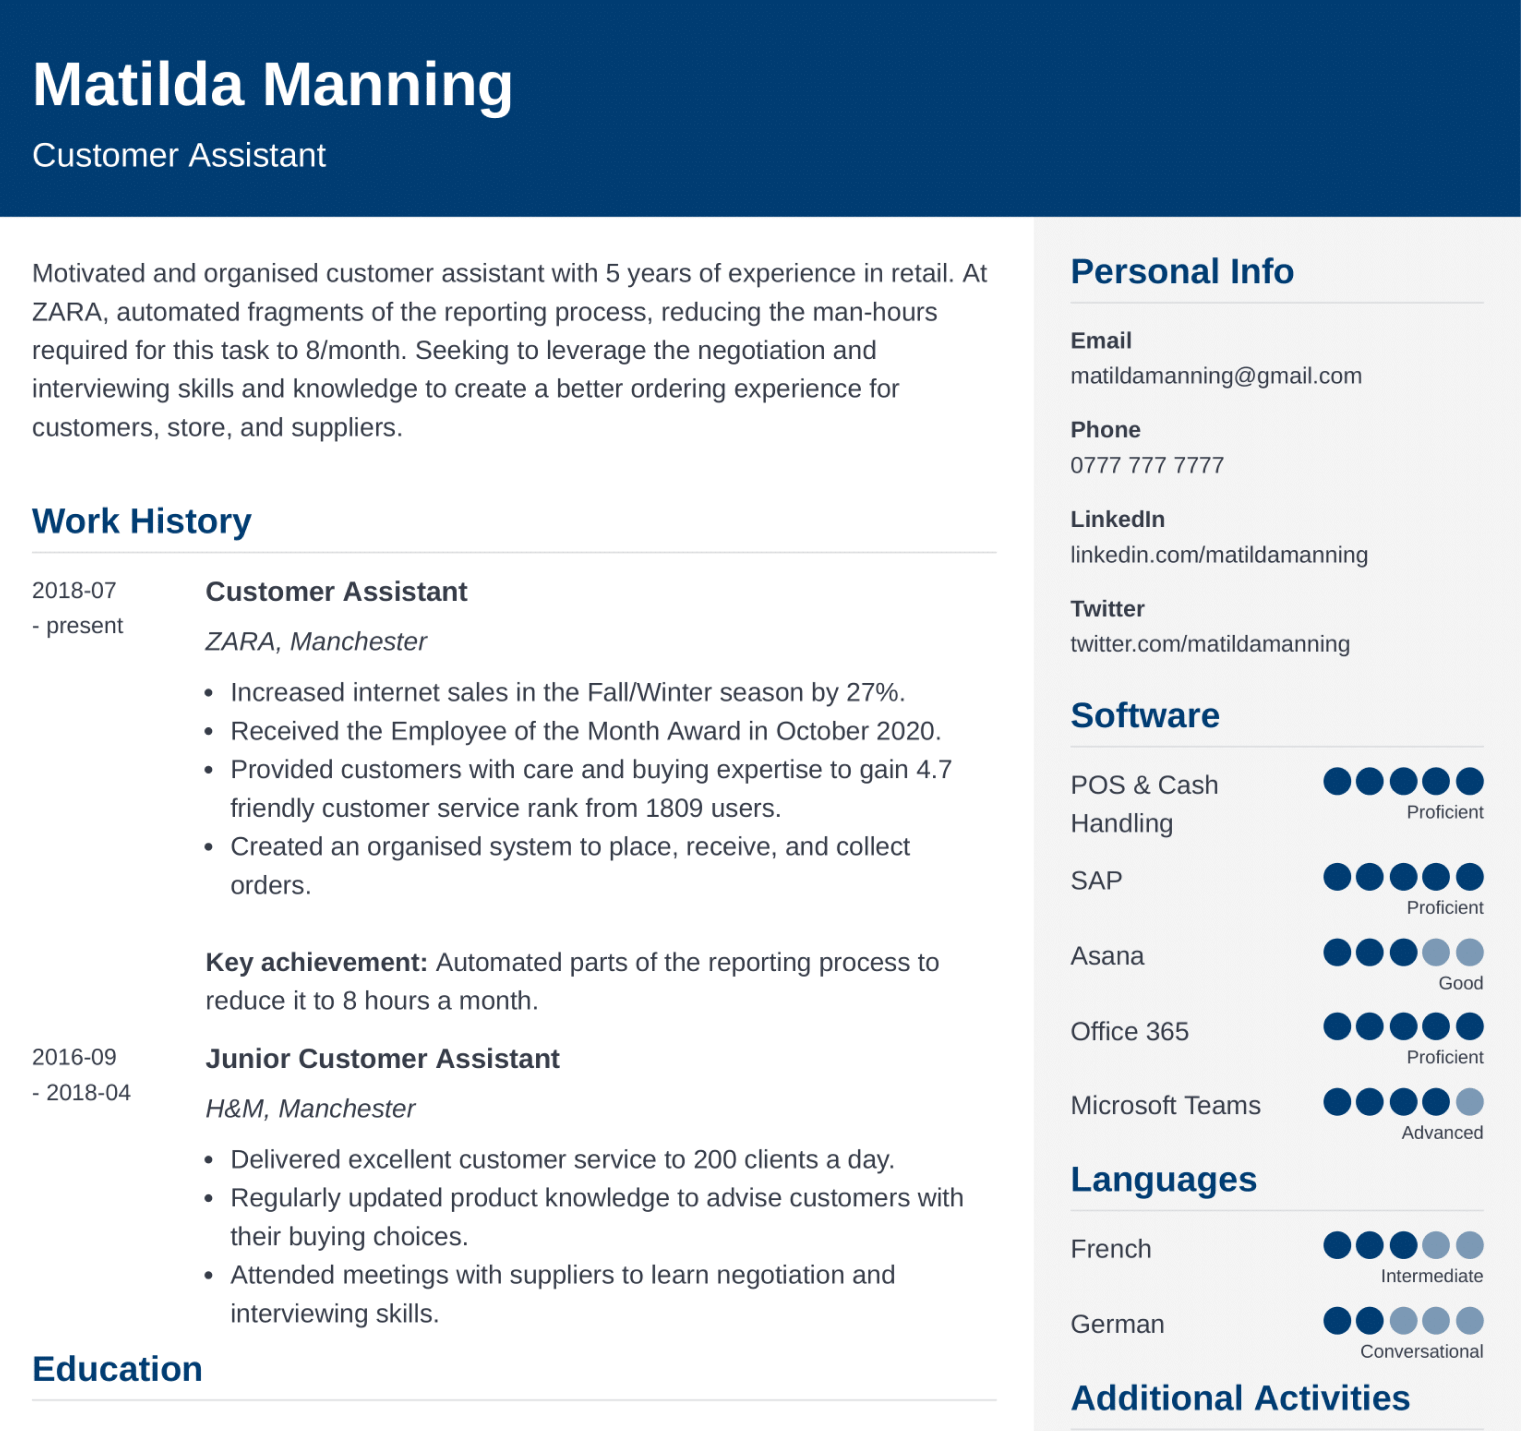 Matilda Manning
Customer Assistant
Motivated and organised customer assistant with 5 years of experience in retail. At
ZARA, automated fragments of the reporting process, reducing the man-hours
required for this task to 8/month. Seeking to leverage the negotiation and
interviewing skills and knowledge to create a better ordering experience for
customers, store, and suppliers.
Work History
2018-07
- present
Customer Assistant
ZARA, Manchester
• Increased internet sales in the Fall/Winter season by 27%.
• Received the Employee of the Month Award in October 2020.
• Provided customers with care and buying expertise to gain 4.7
friendly customer service rank from 1809 users.
• Created an organised system to place, receive, and collect
orders.
Key achievement: Automated parts of the reporting process to
reduce it to 8 hours a month.
2016-09
- 2018-04
Junior Customer Assistant
H&M, Manchester
• Delivered excellent customer service to 200 clients a day.
• Regularly updated product knowledge to advise customers with
their buying choices.
• Attended meetings with suppliers to learn negotiation and
interviewing skills.
Education
Personal Info
Email
matildamanning@gmail.com
Phone
0777 777 7777
LinkedIn
linkedin.com/matildamanning
Twitter
twitter.com/matildamanning
Software
POS & Cash
Handling
Proficient
SAP
Proficient
Asana
Good
Office 365
Proficient
Microsoft Teams
Advanced
Languages
French
Intermediate
German
Conversational
Additional Activities